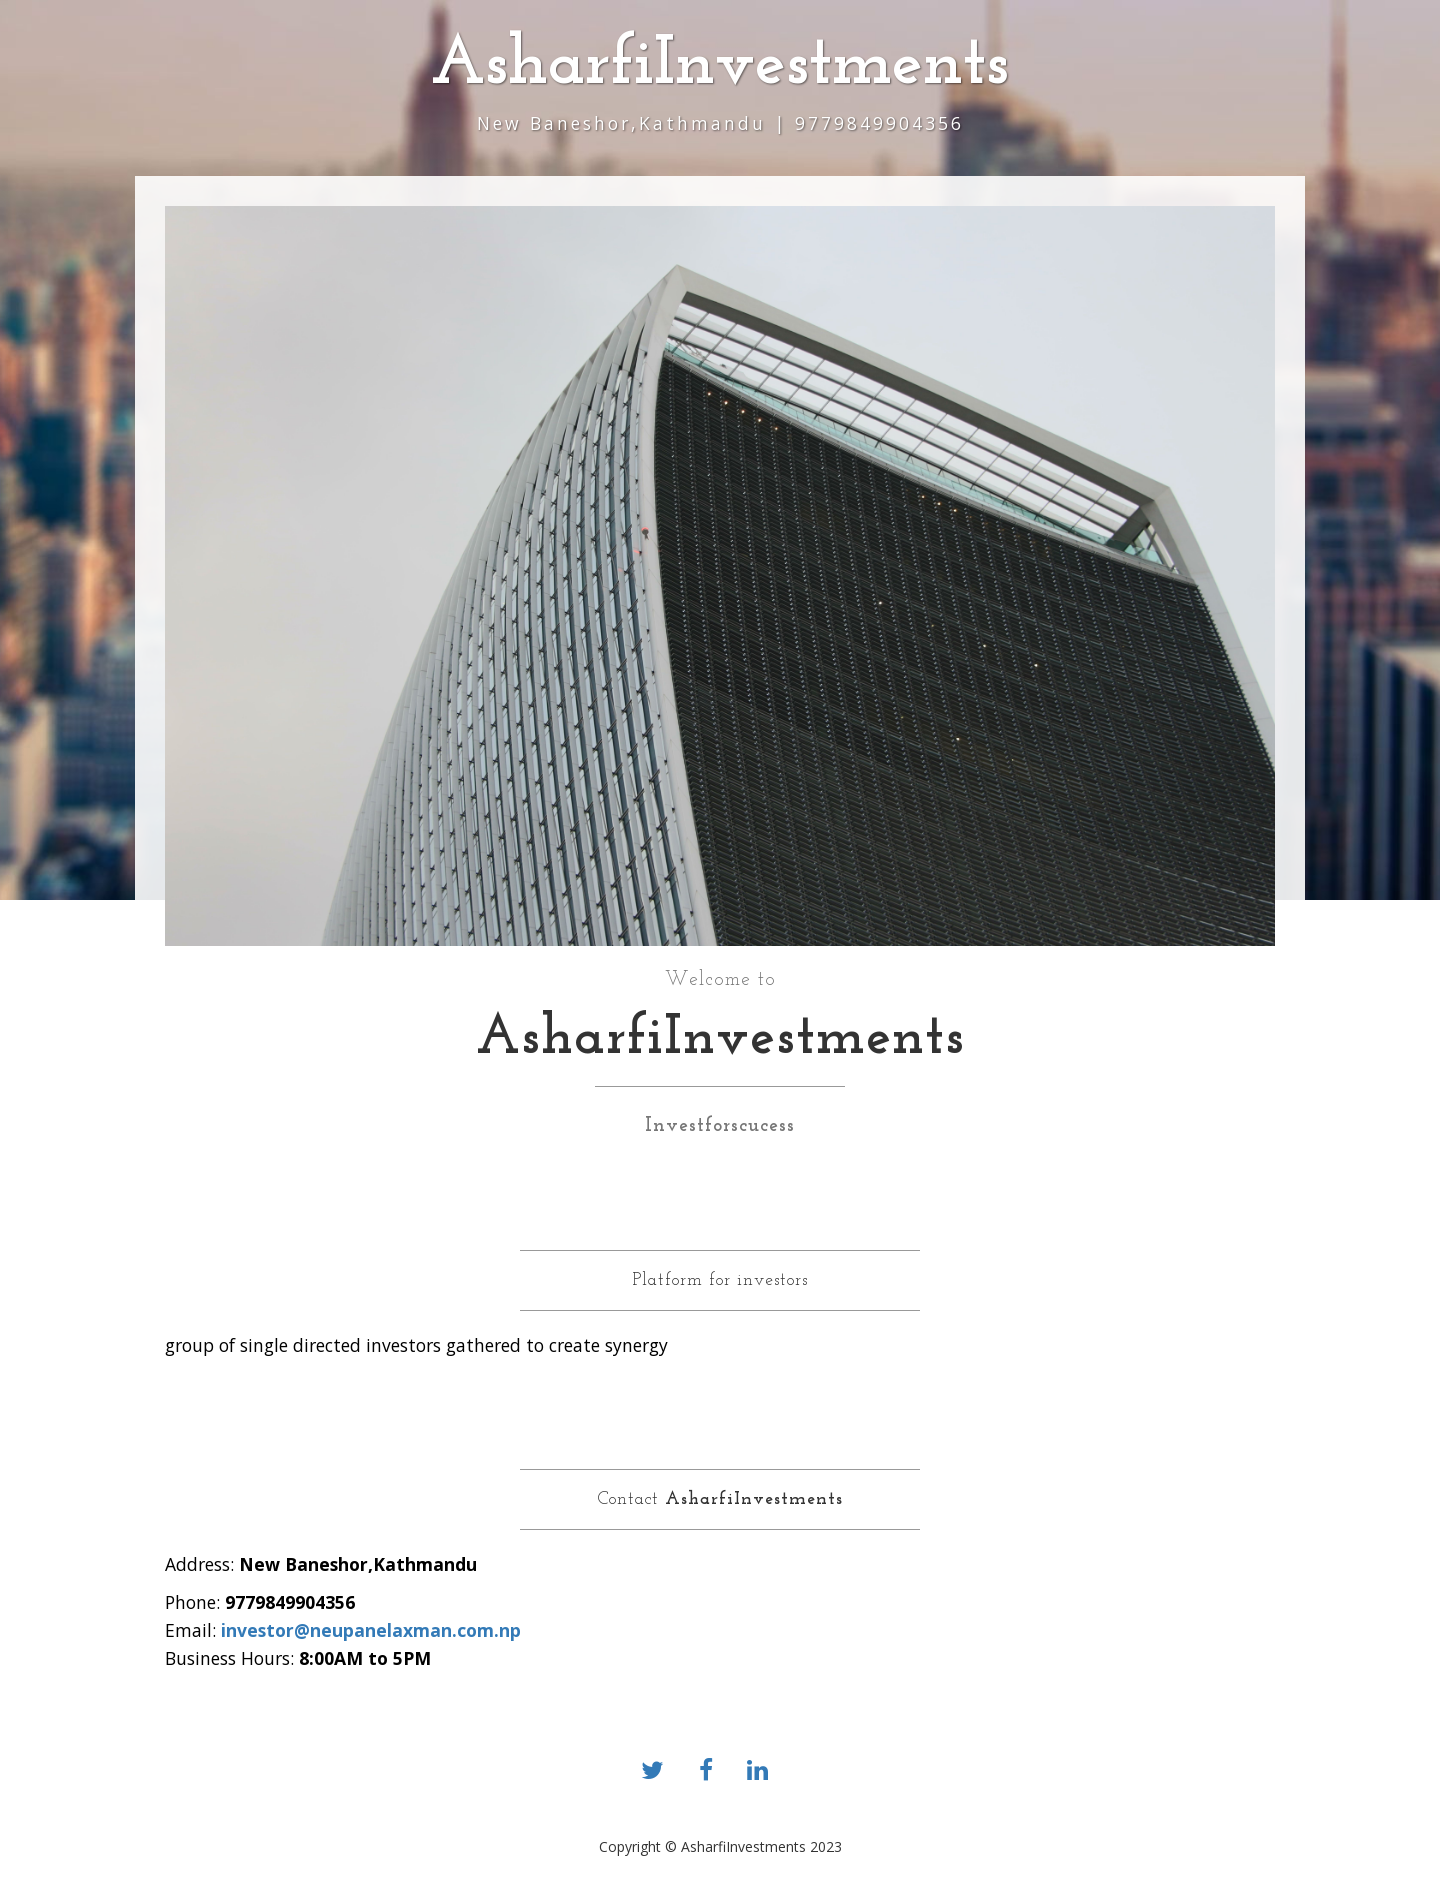 AsharfiInvestments
New Baneshor,Kathmandu | 9779849904356
Welcome to
AsharfiInvestments
Investforscucess
Platform for investors
group of single directed investors gathered to create synergy
Contact AsharfiInvestments
Address: New Baneshor,Kathmandu
Phone: 9779849904356
Email: investor@neupanelaxman.com.np
Business Hours: 8:00AM to 5PM
Copyright © AsharfiInvestments 2023